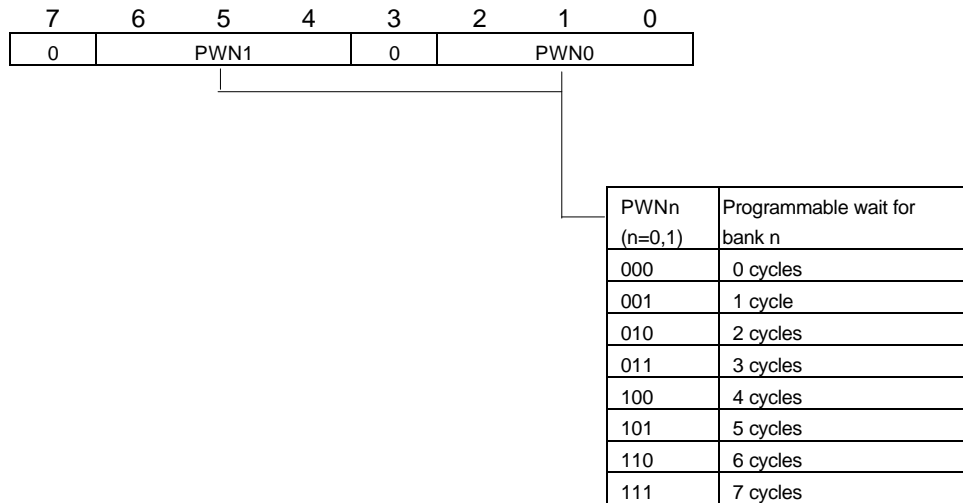 7 6 5 4 3 2 1 0
0 PWN1 0 PWN0
PWNn Programmable wait for
(n=0,1) bank n
000 0 cycles
001 1 cycle
010 2 cycles
011 3 cycles
100 4 cycles
101 5 cycles
110 6 cycles
111 7 cycles